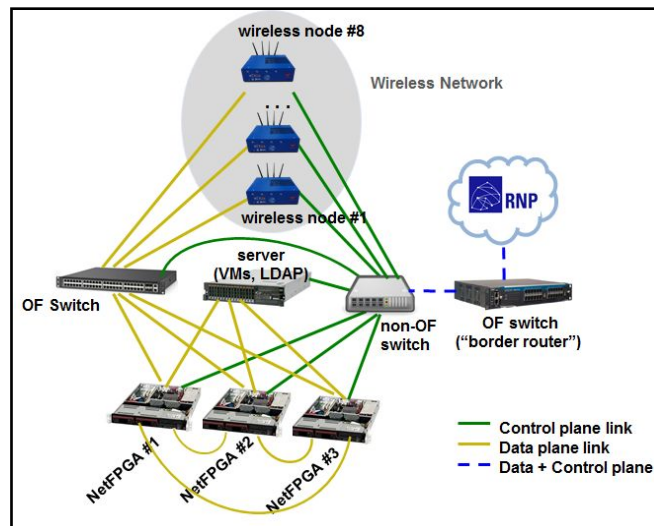 wireless node #8
Wireless Network
...
wireless node #1
RNP
server
(VMs, LDAP)
OF Switch
non-OF
switch
OF switch
("border router")
NetFPGA #1
NetFPGA #2
NetFPGA #3
Control plane link
Data plane link
Data + Control plane